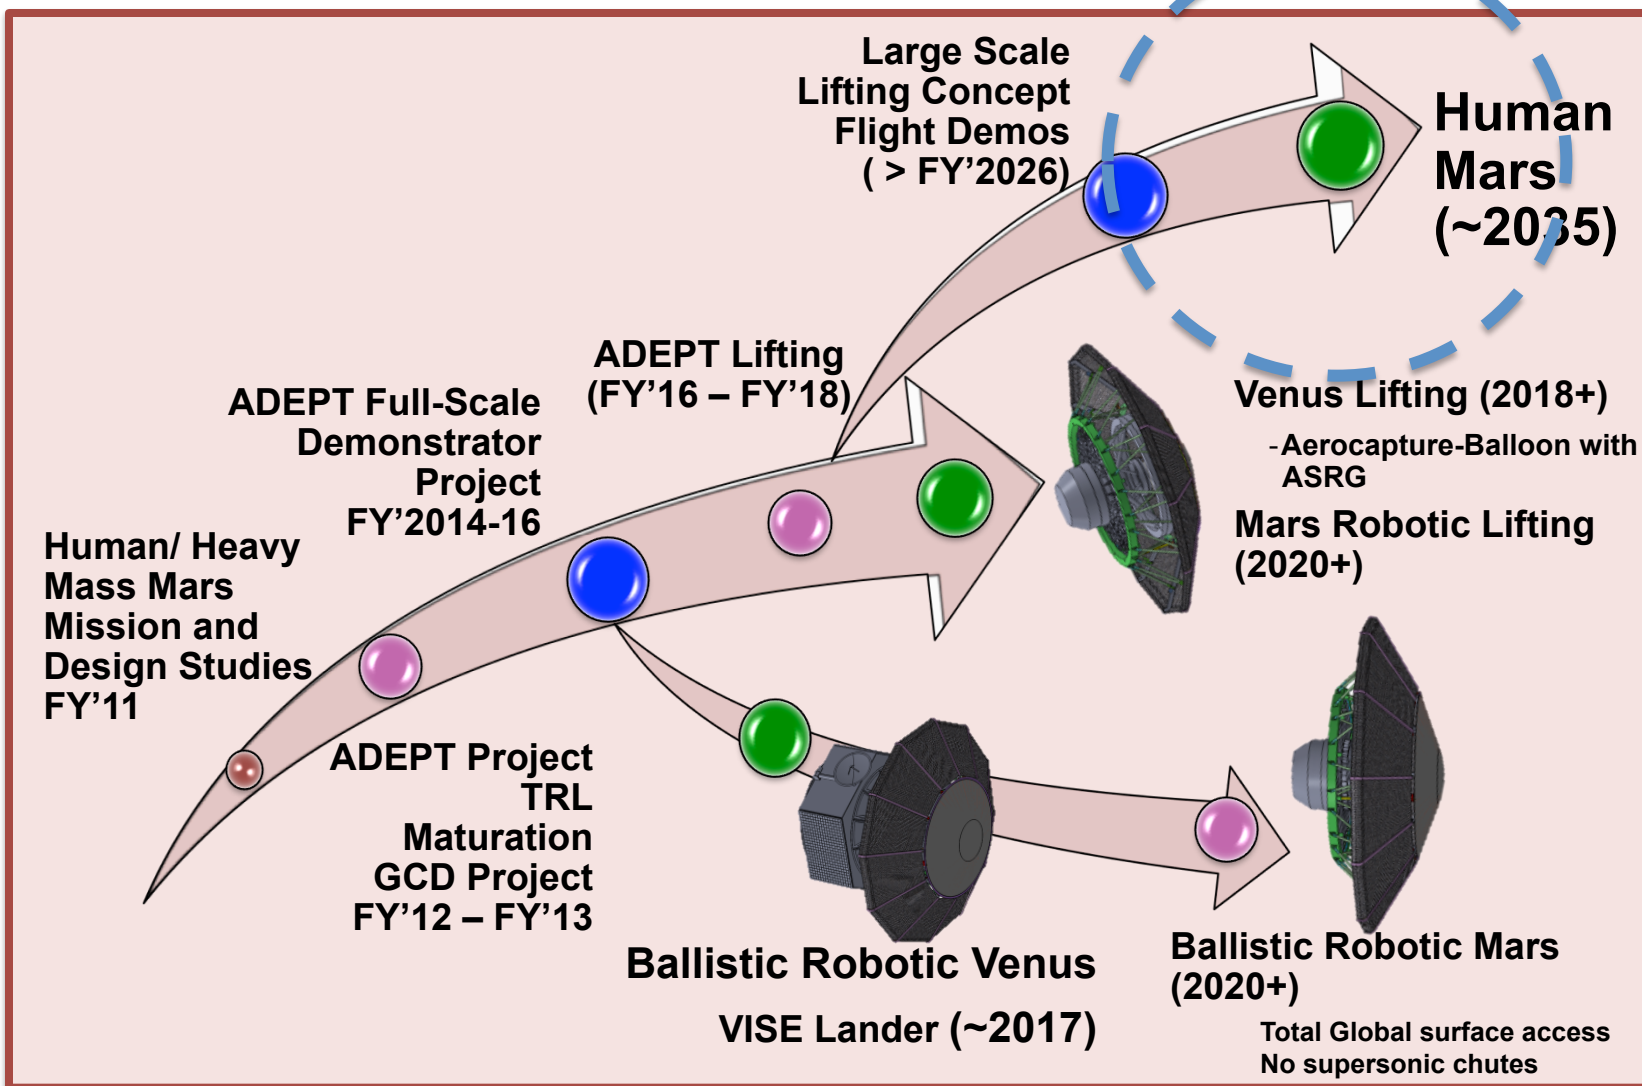 Large Scale
Lifting Concept
Flight Demos
( > FY’2026)
Human
Mars
(~2035)
ADEPT Lifting
(FY’16 – FY’18)
ADEPT Full-Scale
Demonstrator
Project
FY’2014-16
Venus Lifting (2018+)
-Aerocapture-Balloon with
ASRG
Mars Robotic Lifting
(2020+)
Human/ Heavy
Mass Mars
Mission and
Design Studies
FY’11
ADEPT Project
TRL
Maturation
GCD Project
FY’12 – FY’13
Ballistic Robotic Venus
VISE Lander (~2017)
Ballistic Robotic Mars
(2020+)
Total Global surface access
No supersonic chutes